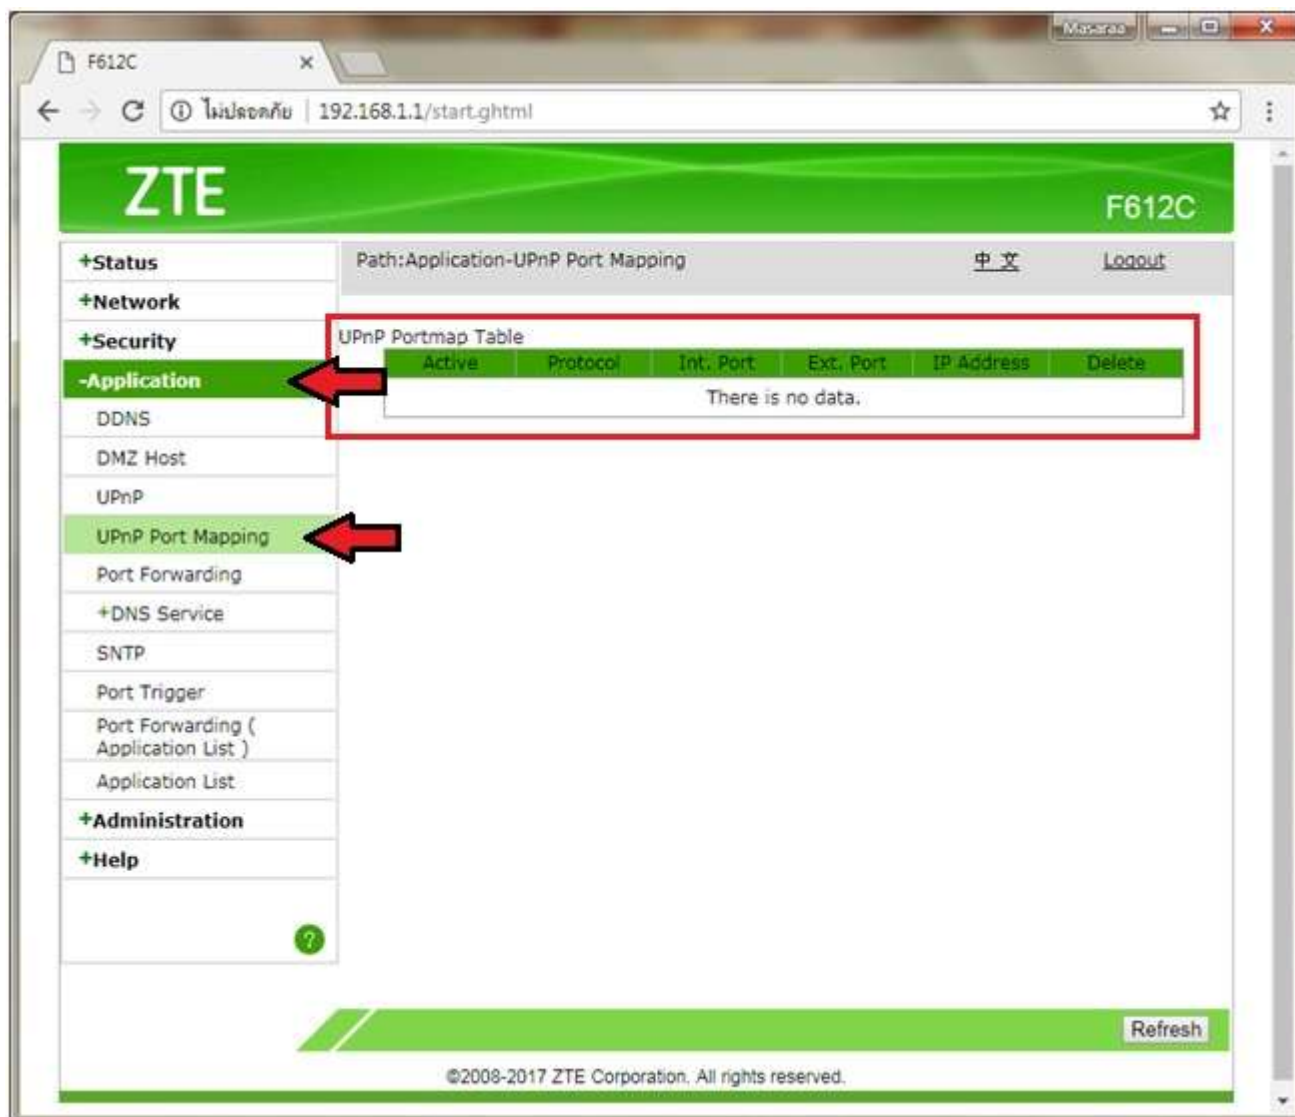 Masaraa
F612C
ไม่ปลอดภัย 192.168.1.1/start.ghtml
ZTE
F612C
Path:Application-UPnP Port Mapping 中 文 Logout
+Status
+Network
+Security
-Application
DDNS
DMZ Host
UPnP
UPnP Port Mapping
Port Forwarding
+DNS Service
SNTP
Port Trigger
Port Forwarding (
Application List )
Application List
+Administration
+Help
?
UPnP Portmap Table
Active Protocol Int. Port Ext. Port IP Address Delete
There is no data.
Refresh
©2008-2017 ZTE Corporation. All rights reserved.